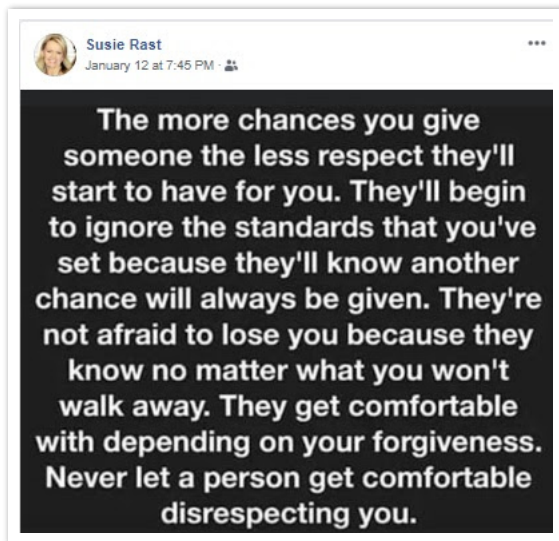 Susie Rast
January 12 at 7:45 PM ·
The more chances you give
someone the less respect they'll
start to have for you. They'll begin
to ignore the standards that you've
set because they'll know another
chance will always be given. They're
not afraid to lose you because they
know no matter what you won't
walk away. They get comfortable
with depending on your forgiveness.
Never let a person get comfortable
disrespecting you.